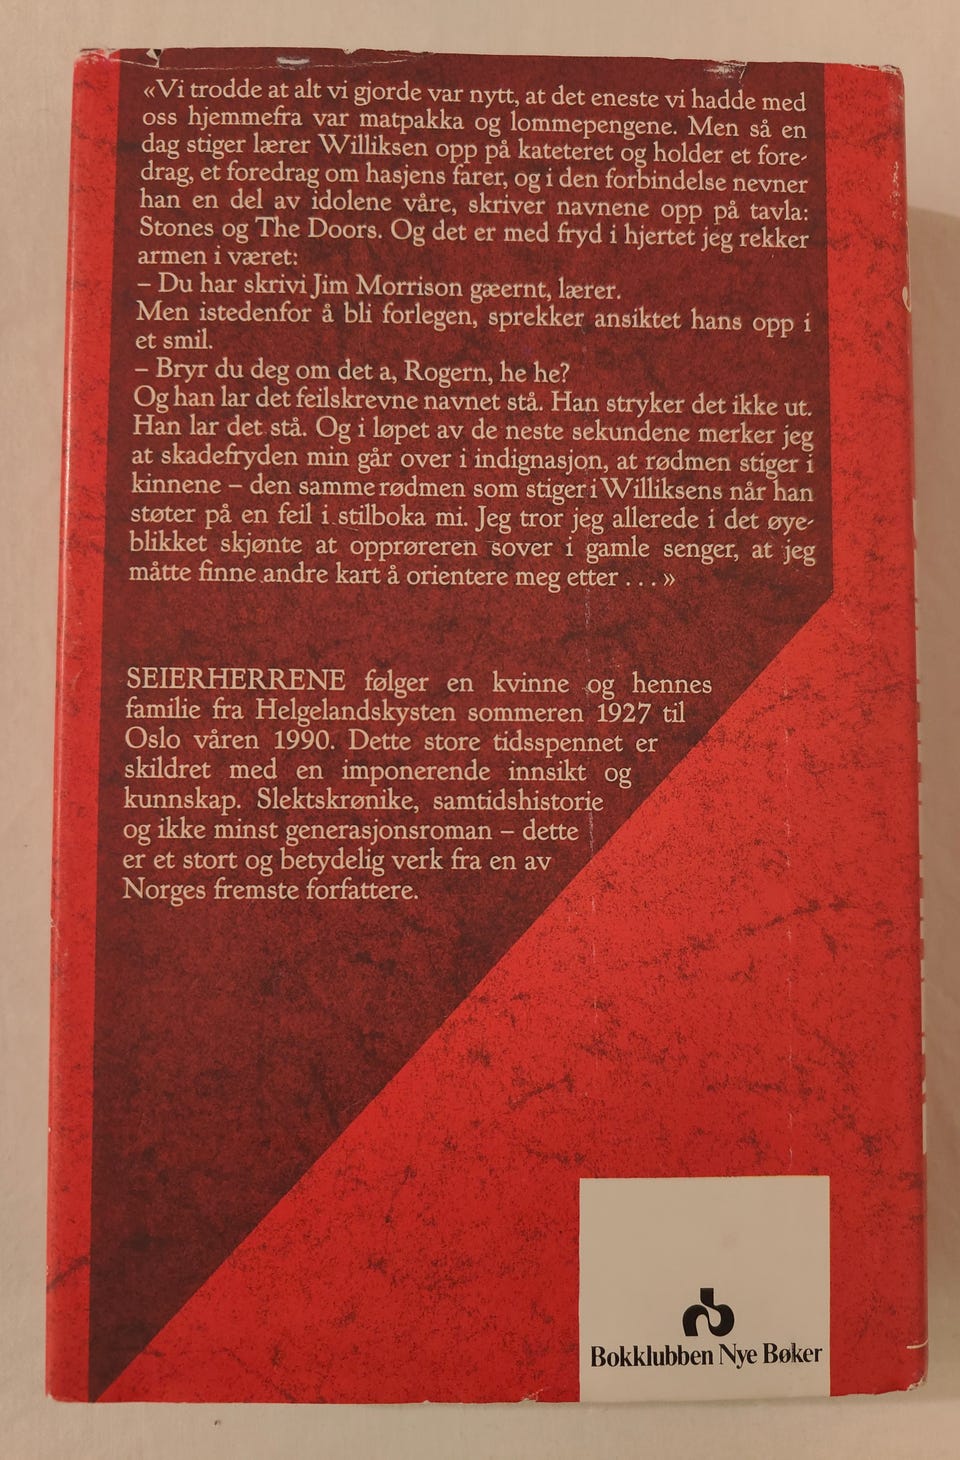 «Vi trodde at alt vi gjorde var nytt, at det eneste vi hadde med
oss hjemmefra var matpakka og lommepengene. Men så en
dag stiger lærer Williksen opp på kateteret og holder et fore-
drag, et foredrag om hasjens farer, og i den forbindelse nevner
han en del av idolene våre, skriver navnene opp på tavla:
Stones og The Doors. Og det er med fryd i hjertet jeg rekker
armen i været:
– Du har skrivi Jim Morrison gæernt, lærer.
Men istedenfor å bli forlegen, sprekker ansiktet hans opp i
et smil.
– Bryr du deg om det a, Rogern, he he?
Og han lar det feilskrevne navnet stå. Han stryker det ikke ut.
Han lar det stå. Og i løpet av de neste sekundene merker jeg
at skadefryden min går over i indignasjon, at rødmen stiger i
kinnene – den samme rødmen som stiger i Williksens når han
støter på en feil i stilboka mi. Jeg tror jeg allerede i det øye-
blikket skjønte at opprøreren sover i gamle senger, at jeg
måtte finne andre kart å orientere meg etter . . . »
SEIERHERRENE følger en kvinne og hennes
familie fra Helgelandskysten sommeren 1927 til
Oslo våren 1990. Dette store tidsspennet er
skildret med en imponerende innsikt og
kunnskap. Slektskrønike, samtidshistorie
og ikke minst generasjonsroman – dette
er et stort og betydelig verk fra en av
Norges fremste forfattere.
Bokklubben Nye Bøker